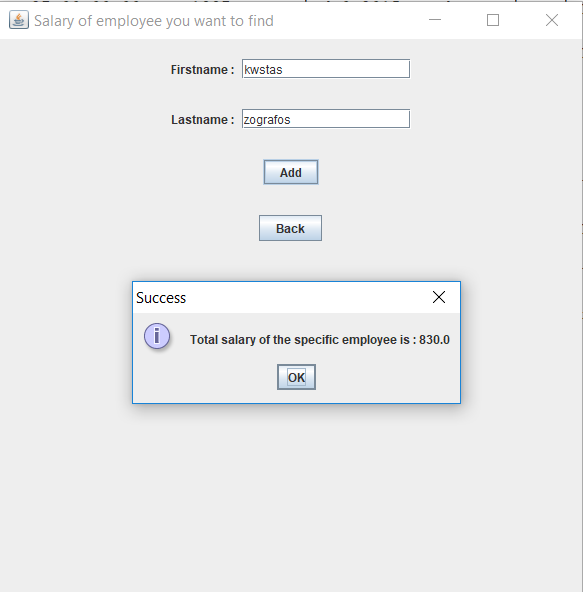 Salary of employee you want to find
Firstname : kwstas
Lastname : zografos
Add
Back
Success
i
Total salary of the specific employee is : 830.0
OK